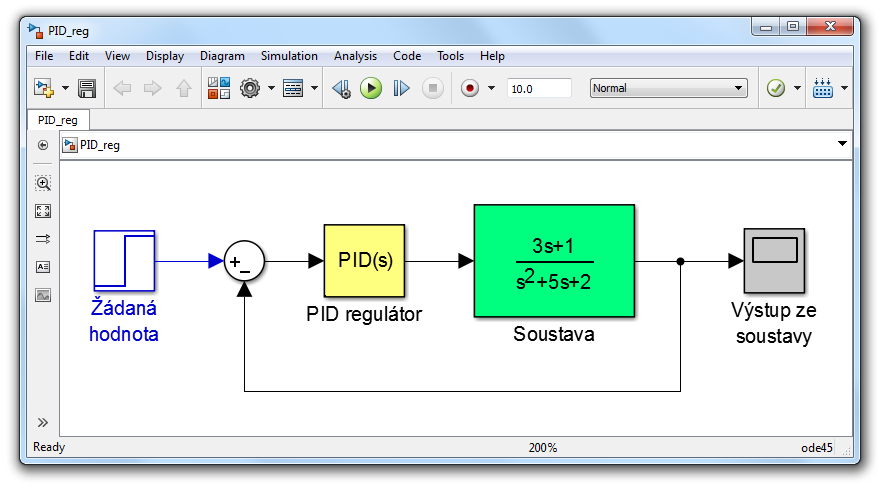 PID_reg
File Edit View Display Diagram Simulation Analysis Code Tools Help
10.0 Normal
PID_reg
PID_reg
+
−
PID(s)
3s+1
s²+5s+2
Žádaná
hodnota
PID regulátor
Soustava
Výstup ze
soustavy
Ready 200% ode45